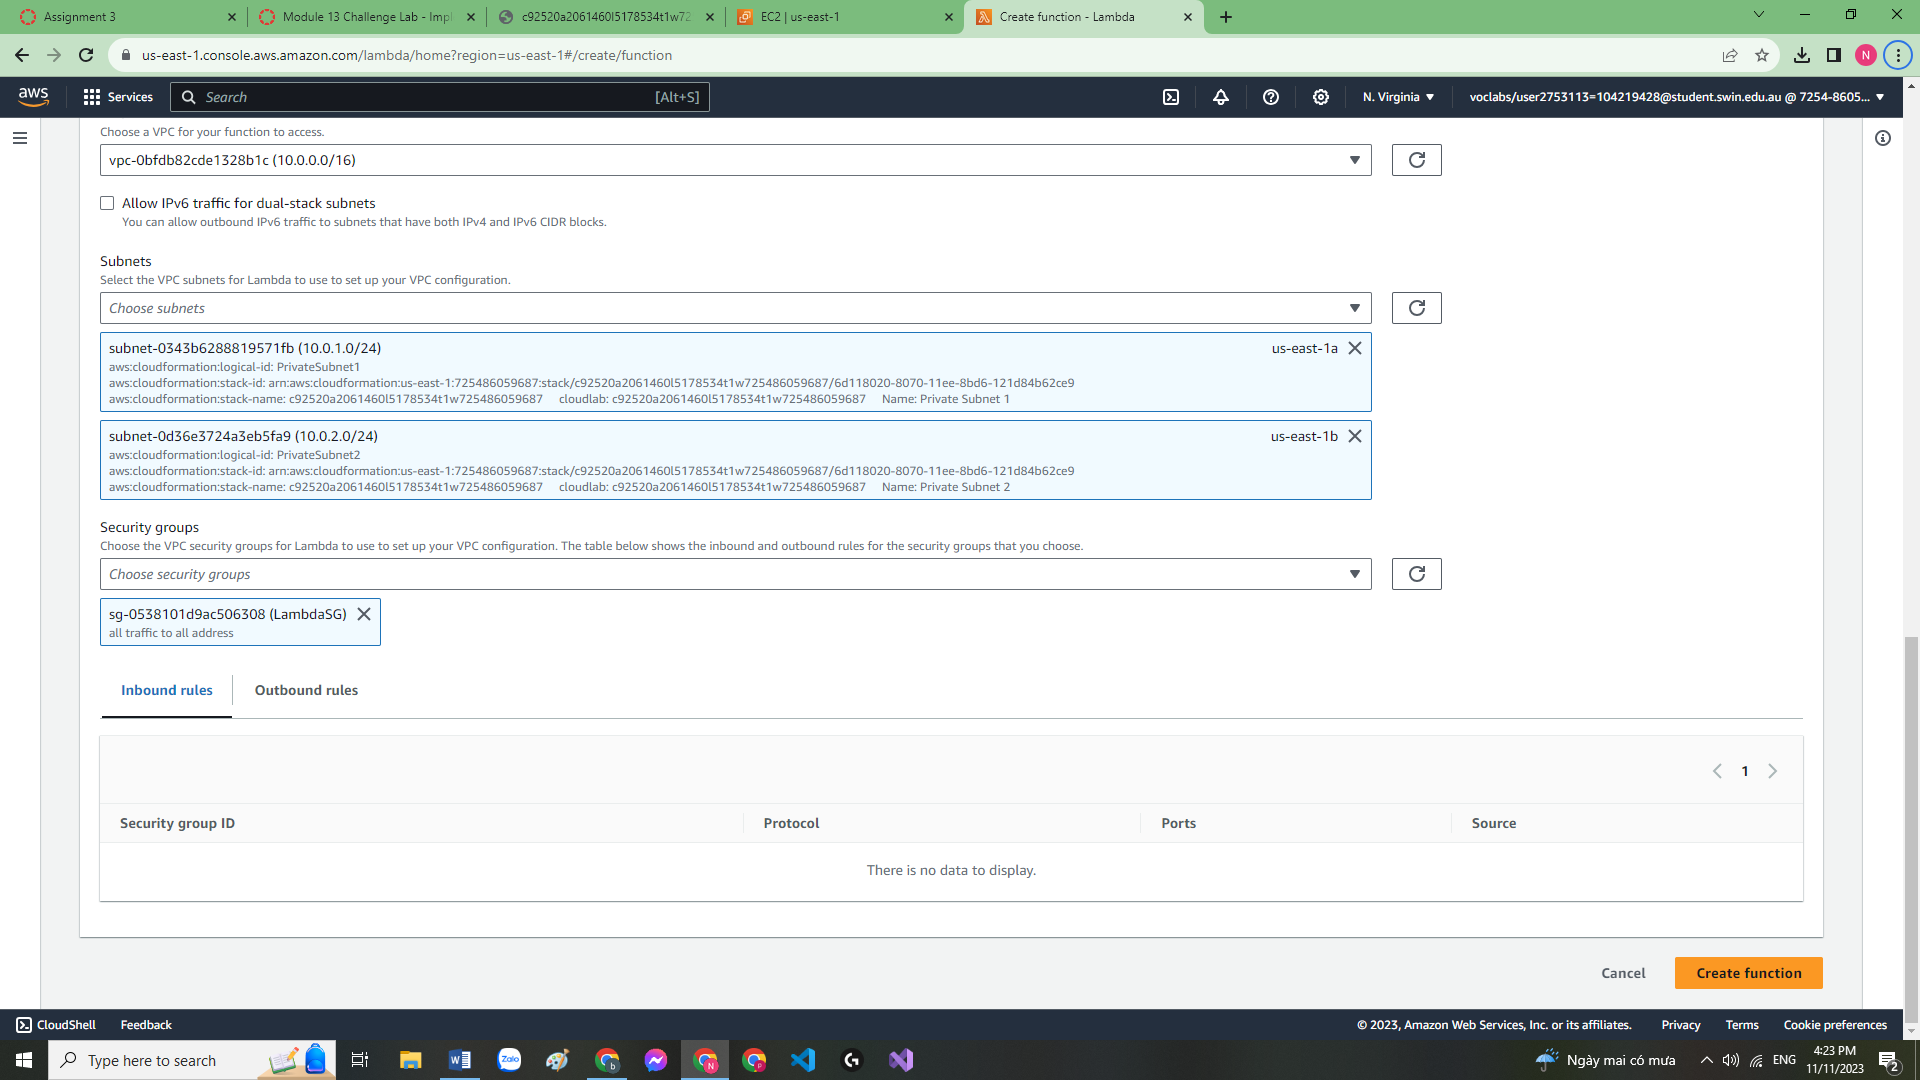 Assignment 3
Module 13 Challenge Lab - Impl
c92520a2061460l5178534t1w72
EC2 | us-east-1
Create function - Lambda
us-east-1.console.aws.amazon.com/lambda/home?region=us-east-1#/create/function
N
aws
Services
Search
[Alt+S]
N. Virginia
voclabs/user2753113=104219428@student.swin.edu.au @ 7254-8605...
Choose a VPC for your function to access.
vpc-0bfdb82cde1328b1c (10.0.0.0/16)
Allow IPv6 traffic for dual-stack subnets
You can allow outbound IPv6 traffic to subnets that have both IPv4 and IPv6 CIDR blocks.
Subnets
Select the VPC subnets for Lambda to use to set up your VPC configuration.
Choose subnets
subnet-0343b6288819571fb (10.0.1.0/24) us-east-1a
aws:cloudformation:logical-id: PrivateSubnet1
aws:cloudformation:stack-id: arn:aws:cloudformation:us-east-1:725486059687:stack/c92520a2061460l5178534t1w725486059687/6d118020-8070-11ee-8bd6-121d84b62ce9
aws:cloudformation:stack-name: c92520a2061460l5178534t1w725486059687 cloudlab: c92520a2061460l5178534t1w725486059687 Name: Private Subnet 1
subnet-0d36e3724a3eb5fa9 (10.0.2.0/24) us-east-1b
aws:cloudformation:logical-id: PrivateSubnet2
aws:cloudformation:stack-id: arn:aws:cloudformation:us-east-1:725486059687:stack/c92520a2061460l5178534t1w725486059687/6d118020-8070-11ee-8bd6-121d84b62ce9
aws:cloudformation:stack-name: c92520a2061460l5178534t1w725486059687 cloudlab: c92520a2061460l5178534t1w725486059687 Name: Private Subnet 2
Security groups
Choose the VPC security groups for Lambda to use to set up your VPC configuration. The table below shows the inbound and outbound rules for the security groups that you choose.
Choose security groups
sg-0538101d9ac506308 (LambdaSG)
all traffic to all address
Inbound rules
Outbound rules
1
Security group ID Protocol Ports Source
There is no data to display.
Cancel
Create function
CloudShell
Feedback
© 2023, Amazon Web Services, Inc. or its affiliates.
Privacy
Terms
Cookie preferences
Type here to search
Zalo
Ngày mai có mưa
ENG
4:23 PM
11/11/2023
2